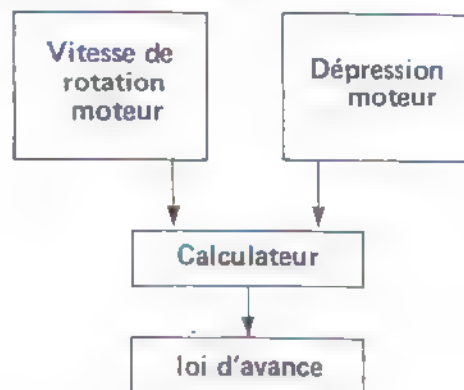 Vitesse de
rotation
moteur
Dépression
moteur
Calculateur
loi d'avance